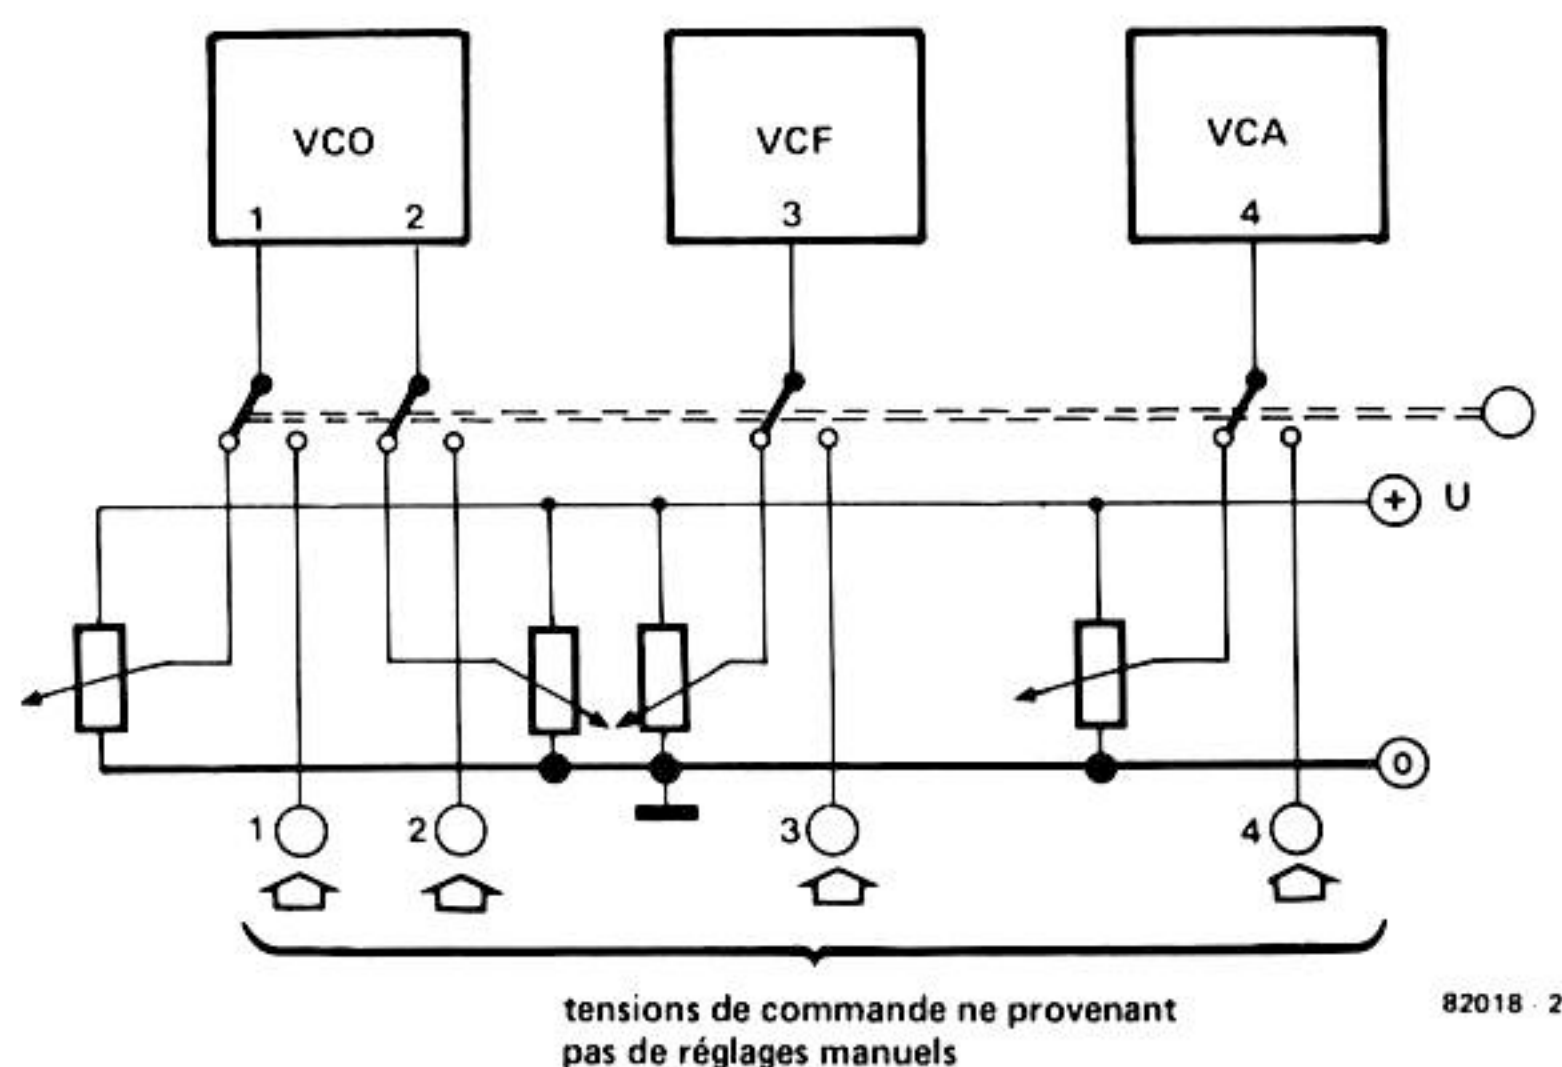 VCO
VCF
VCA
1 2
3
4
+ U
0
1
2
3
4
tensions de commande ne provenant
pas de réglages manuels
82018 - 2